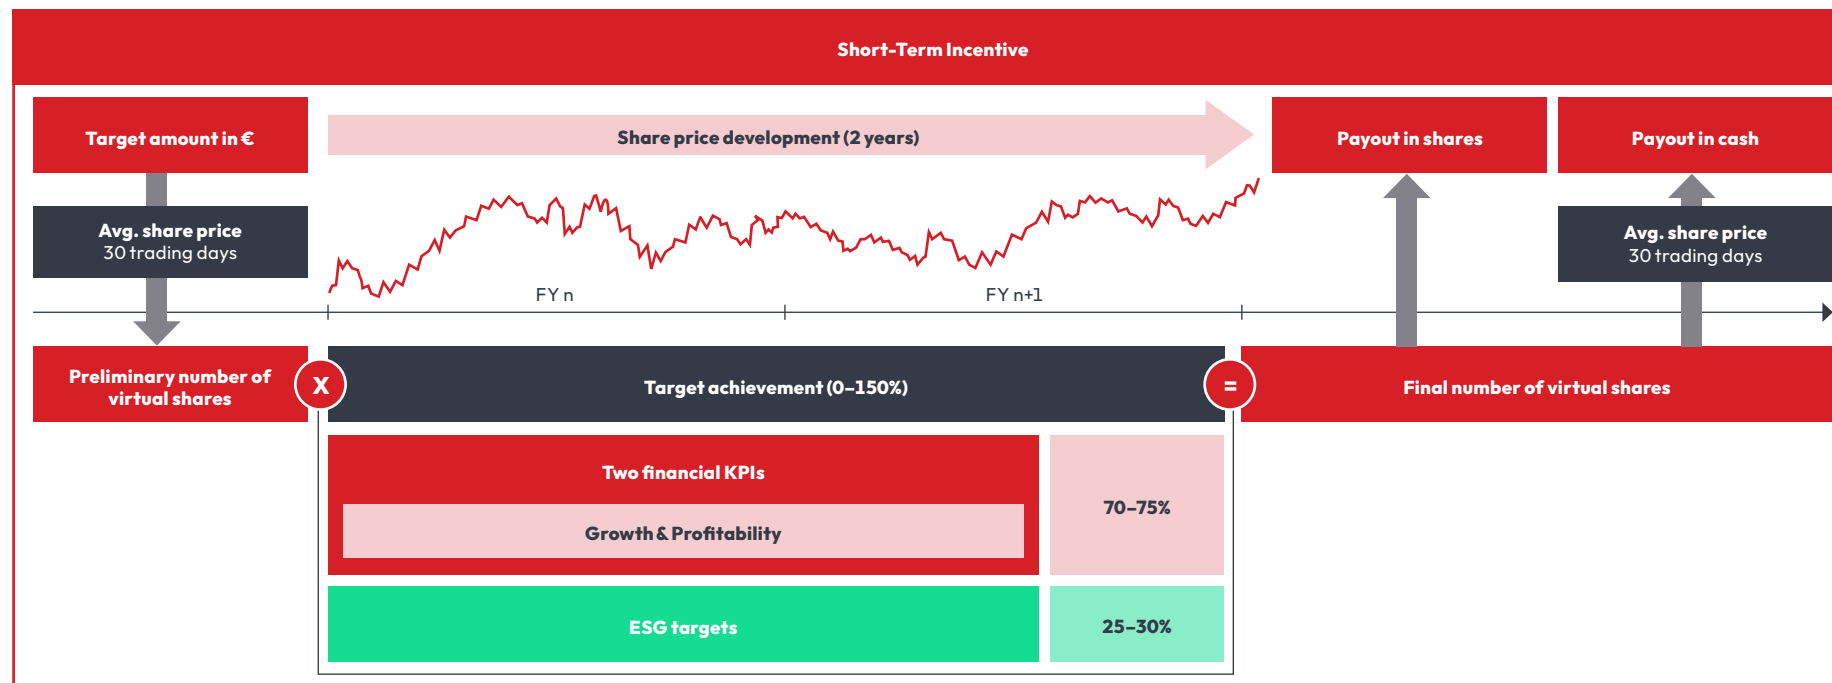 Short-Term Incentive
Target amount in €
Share price development (2 years)
Payout in shares
Payout in cash
Avg. share price
30 trading days
Avg. share price
30 trading days
FY n
FY n+1
Preliminary number of
virtual shares
X
Target achievement (0–150%)
=
Final number of virtual shares
Two financial KPIs
70–75%
Growth & Profitability
ESG targets
25–30%